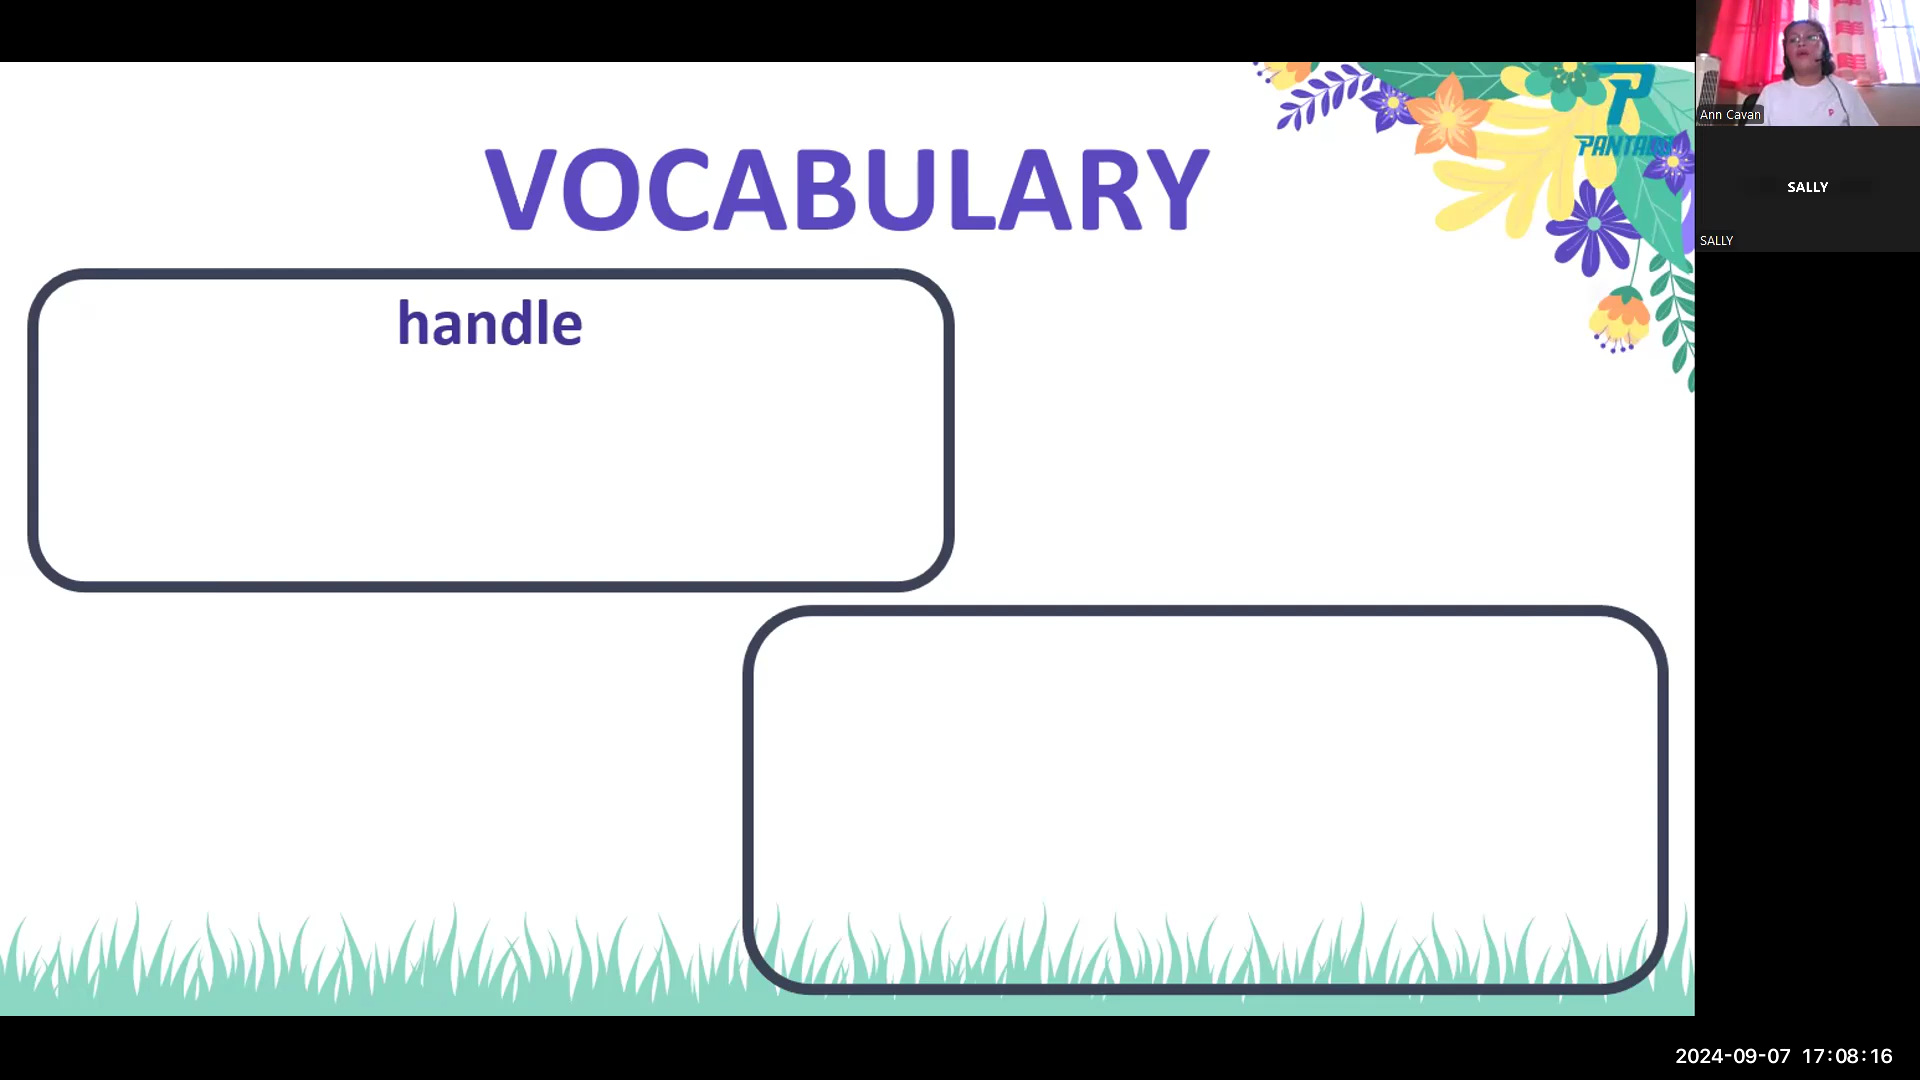 VOCABULARY
handle
Ann Cavan
SALLY
SALLY
2024-09-07 17:08:16